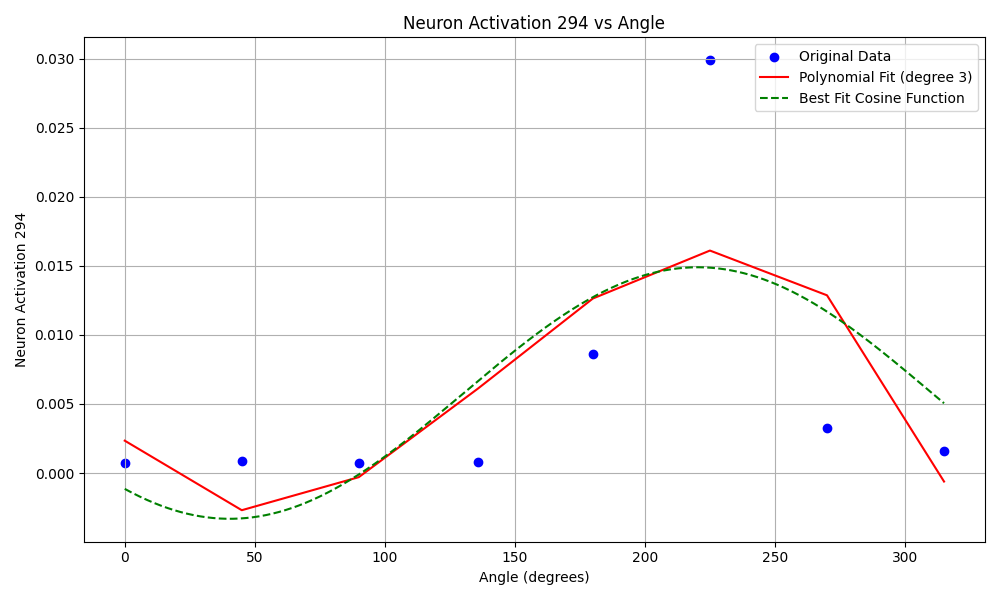 Neuron Activation 294 vs Angle
Original Data
Polynomial Fit (degree 3)
Best Fit Cosine Function
0.030
0.025
0.020
0.015
0.010
0.005
0.000
Neuron Activation 294
0
50
100
150
200
250
300
Angle (degrees)